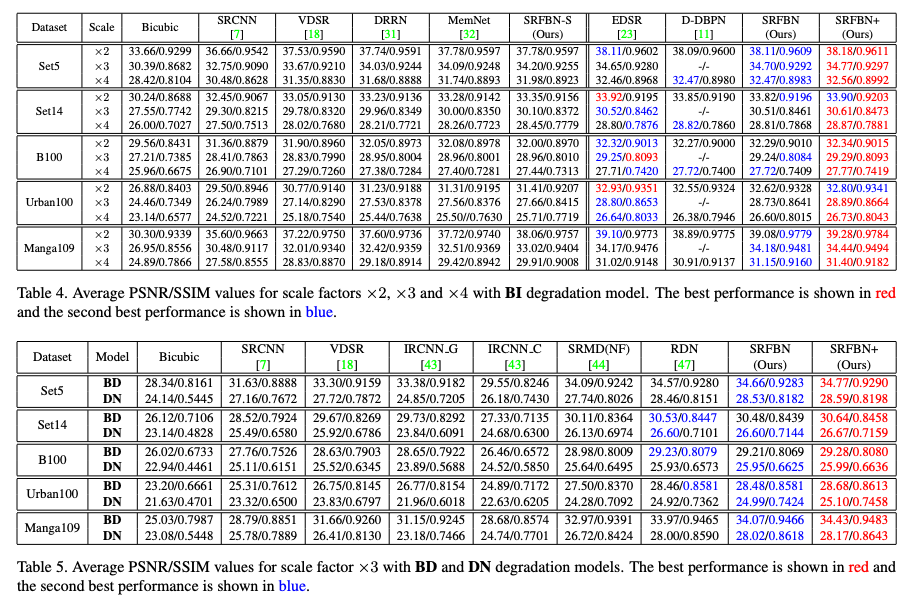 Dataset Scale Bicubic SRCNN [7] VDSR [18] DRRN [31] MemNet [32] SRFBN-S (Ours) EDSR [23] D-DBPN [11] SRFBN (Ours) SRFBN+ (Ours)
Set5 ×2 33.66/0.9299 36.66/0.9542 37.53/0.9590 37.74/0.9591 37.78/0.9597 37.78/0.9597 38.11/0.9602 38.09/0.9600 38.11/0.9609 38.18/0.9611
×3 30.39/0.8682 32.75/0.9090 33.67/0.9210 34.03/0.9244 34.09/0.9248 34.20/0.9255 34.65/0.9280 -/- 34.70/0.9292 34.77/0.9297
×4 28.42/0.8104 30.48/0.8628 31.35/0.8830 31.68/0.8888 31.74/0.8893 31.98/0.8923 32.46/0.8968 32.47/0.8980 32.47/0.8983 32.56/0.8992
Set14 ×2 30.24/0.8688 32.45/0.9067 33.05/0.9130 33.23/0.9136 33.28/0.9142 33.35/0.9156 33.92/0.9195 33.85/0.9190 33.82/0.9196 33.90/0.9203
×3 27.55/0.7742 29.30/0.8215 29.78/0.8320 29.96/0.8349 30.00/0.8350 30.10/0.8372 30.52/0.8462 -/- 30.51/0.8461 30.61/0.8473
×4 26.00/0.7027 27.50/0.7513 28.02/0.7680 28.21/0.7721 28.26/0.7723 28.45/0.7779 28.80/0.7876 28.82/0.7860 28.81/0.7868 28.87/0.7881
B100 ×2 29.56/0.8431 31.36/0.8879 31.90/0.8960 32.05/0.8973 32.08/0.8978 32.00/0.8970 32.32/0.9013 32.27/0.9000 32.29/0.9010 32.34/0.9015
×3 27.21/0.7385 28.41/0.7863 28.83/0.7990 28.95/0.8004 28.96/0.8001 28.96/0.8010 29.25/0.8093 -/- 29.24/0.8084 29.29/0.8093
×4 25.96/0.6675 26.90/0.7101 27.29/0.7260 27.38/0.7284 27.40/0.7281 27.44/0.7313 27.71/0.7420 27.72/0.7400 27.72/0.7409 27.77/0.7419
Urban100 ×2 26.88/0.8403 29.50/0.8946 30.77/0.9140 31.23/0.9188 31.31/0.9195 31.41/0.9207 32.93/0.9351 32.55/0.9324 32.62/0.9328 32.80/0.9341
×3 24.46/0.7349 26.24/0.7989 27.14/0.8290 27.53/0.8378 27.56/0.8376 27.66/0.8415 28.80/0.8653 -/- 28.73/0.8641 28.89/0.8664
×4 23.14/0.6577 24.52/0.7221 25.18/0.7540 25.44/0.7638 25.50//0.7630 25.71/0.7719 26.64/0.8033 26.38/0.7946 26.60/0.8015 26.73/0.8043
Manga109 ×2 30.30/0.9339 35.60/0.9663 37.22/0.9750 37.60/0.9736 37.72/0.9740 38.06/0.9757 39.10/0.9773 38.89/0.9775 39.08/0.9779 39.28/0.9784
×3 26.95/0.8556 30.48/0.9117 32.01/0.9340 32.42/0.9359 32.51/0.9369 33.02/0.9404 34.17/0.9476 -/- 34.18/0.9481 34.44/0.9494
×4 24.89/0.7866 27.58/0.8555 28.83/0.8870 29.18/0.8914 29.42/0.8942 29.91/0.9008 31.02/0.9148 30.91/0.9137 31.15/0.9160 31.40/0.9182
Table 4. Average PSNR/SSIM values for scale factors ×2, ×3 and ×4 with BI degradation model. The best performance is shown in red
and the second best performance is shown in blue.
Dataset Model Bicubic SRCNN [7] VDSR [18] IRCNN_G [43] IRCNN_C [43] SRMD(NF) [44] RDN [47] SRFBN (Ours) SRFBN+ (Ours)
Set5 BD 28.34/0.8161 31.63/0.8888 33.30/0.9159 33.38/0.9182 29.55/0.8246 34.09/0.9242 34.57/0.9280 34.66/0.9283 34.77/0.9290
DN 24.14/0.5445 27.16/0.7672 27.72/0.7872 24.85/0.7205 26.18/0.7430 27.74/0.8026 28.46/0.8151 28.53/0.8182 28.59/0.8198
Set14 BD 26.12/0.7106 28.52/0.7924 29.67/0.8269 29.73/0.8292 27.33/0.7135 30.11/0.8364 30.53/0.8447 30.48/0.8439 30.64/0.8458
DN 23.14/0.4828 25.49/0.6580 25.92/0.6786 23.84/0.6091 24.68/0.6300 26.13/0.6974 26.60/0.7101 26.60/0.7144 26.67/0.7159
B100 BD 26.02/0.6733 27.76/0.7526 28.63/0.7903 28.65/0.7922 26.46/0.6572 28.98/0.8009 29.23/0.8079 29.21/0.8069 29.28/0.8080
DN 22.94/0.4461 25.11/0.6151 25.52/0.6345 23.89/0.5688 24.52/0.5850 25.64/0.6495 25.93/0.6573 25.95/0.6625 25.99/0.6636
Urban100 BD 23.20/0.6661 25.31/0.7612 26.75/0.8145 26.77/0.8154 24.89/0.7172 27.50/0.8370 28.46/0.8581 28.48/0.8581 28.68/0.8613
DN 21.63/0.4701 23.32/0.6500 23.83/0.6797 21.96/0.6018 22.63/0.6205 24.28/0.7092 24.92/0.7362 24.99/0.7424 25.10/0.7458
Manga109 BD 25.03/0.7987 28.79/0.8851 31.66/0.9260 31.15/0.9245 28.68/0.8574 32.97/0.9391 33.97/0.9465 34.07/0.9466 34.43/0.9483
DN 23.08/0.5448 25.78/0.7889 26.41/0.8130 23.18/0.7466 24.74/0.7701 26.72/0.8424 28.00/0.8590 28.02/0.8618 28.17/0.8643
Table 5. Average PSNR/SSIM values for scale factor ×3 with BD and DN degradation models. The best performance is shown in red and
the second best performance is shown in blue.